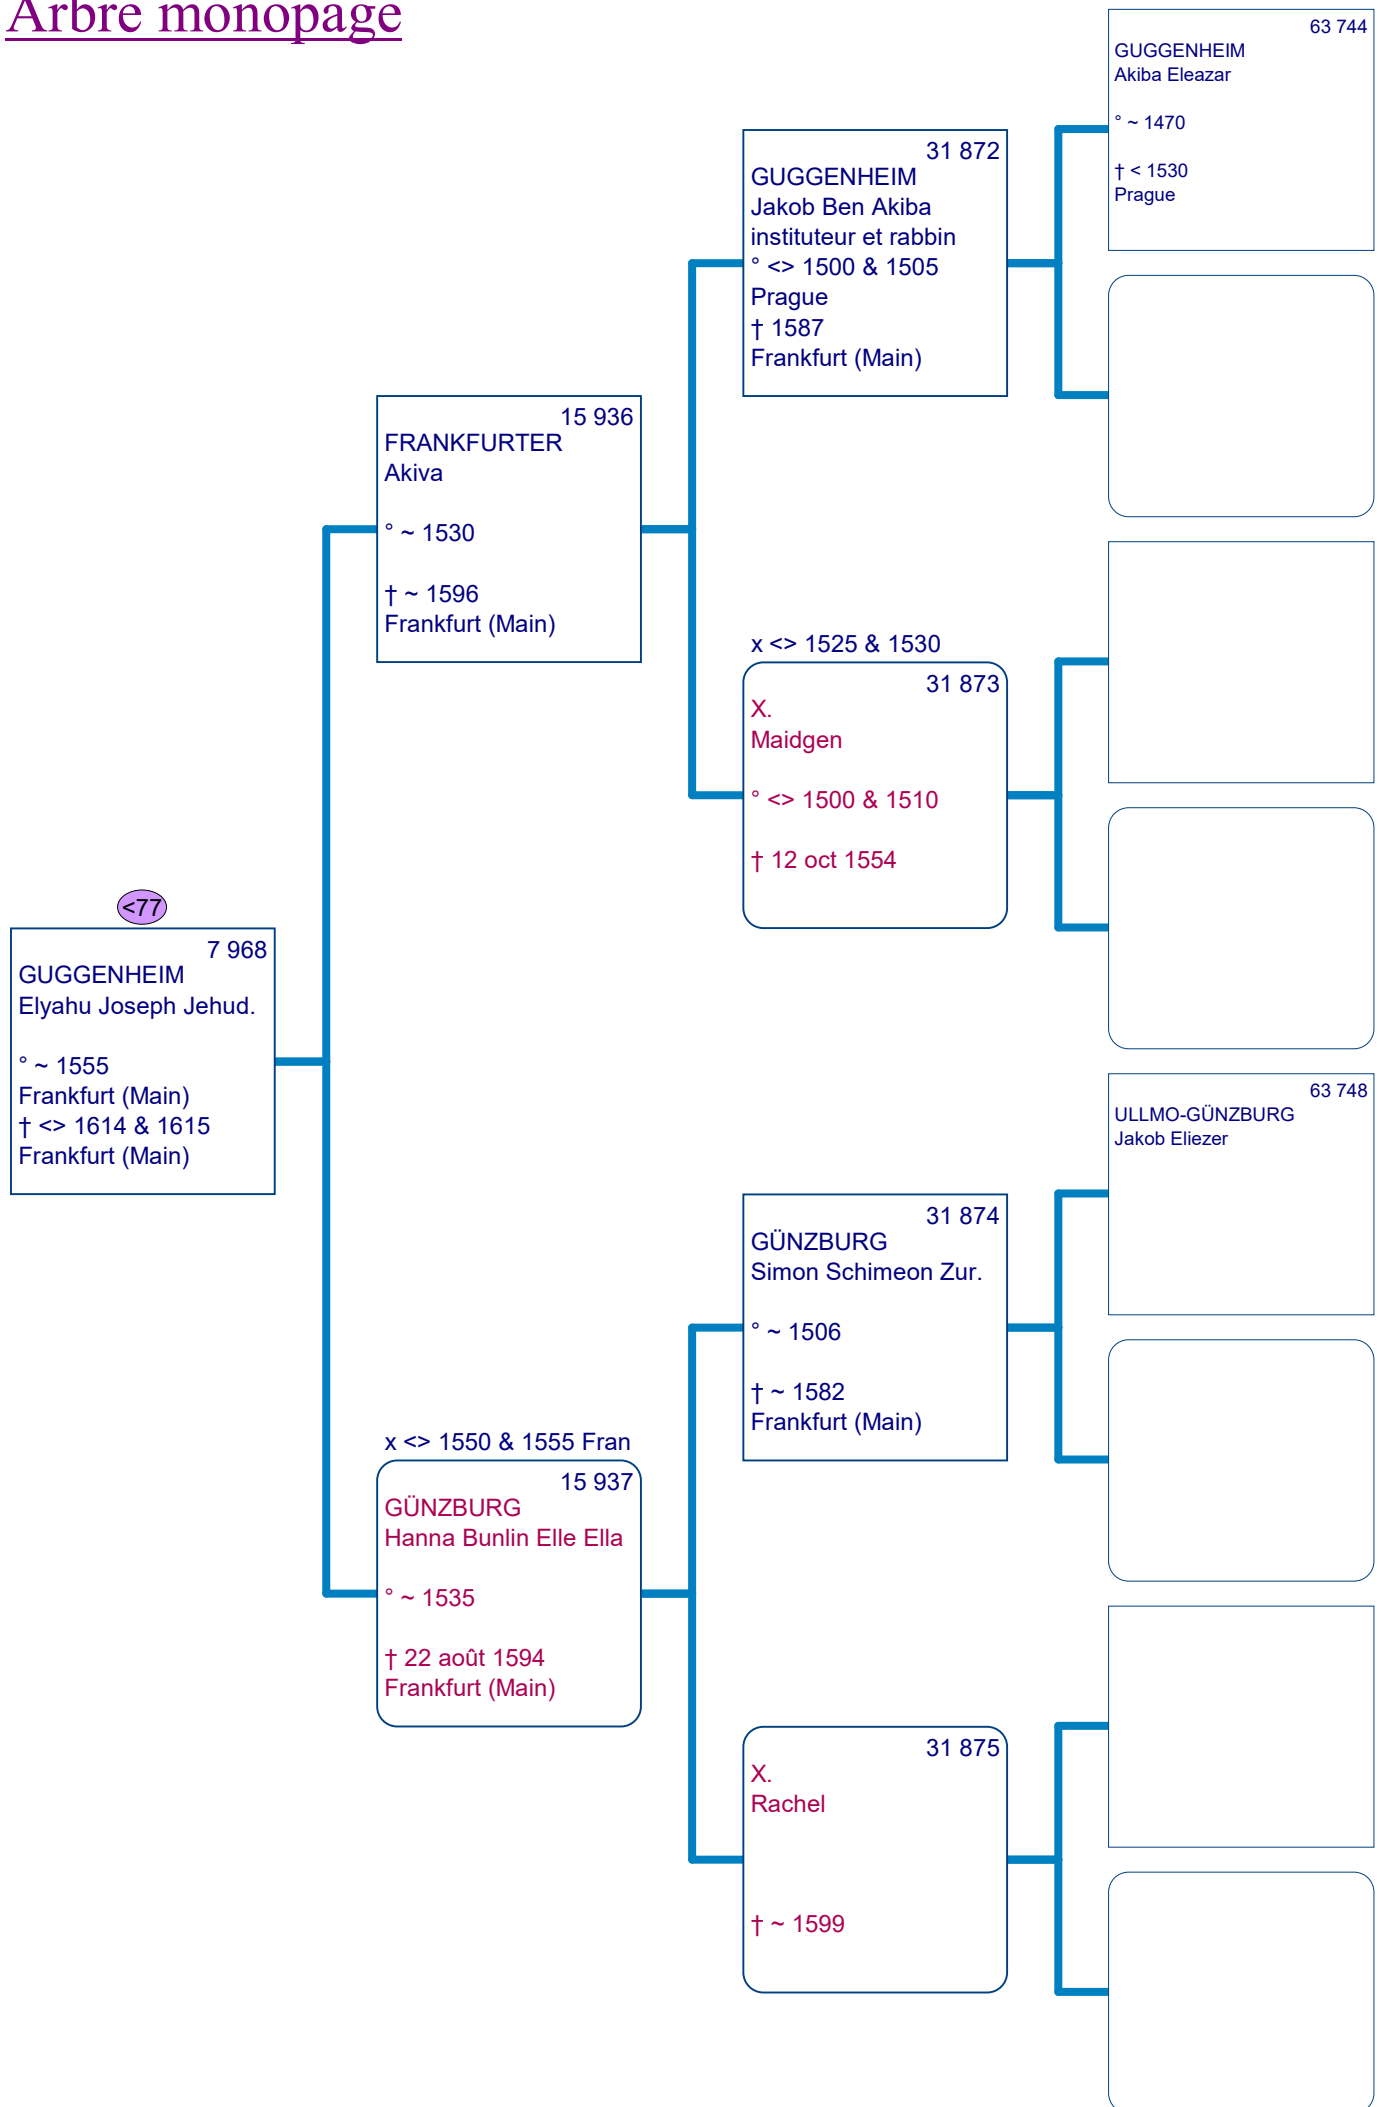 Arbre monopage
63 744
GUGGENHEIM
Akiba Eleazar
° ~ 1470
† < 1530
Prague
31 872
GUGGENHEIM
Jakob Ben Akiba
instituteur et rabbin
° <> 1500 & 1505
Prague
† 1587
Frankfurt (Main)
15 936
FRANKFURTER
Akiva
° ~ 1530
† ~ 1596
Frankfurt (Main)
x <> 1525 & 1530
31 873
X.
Maidgen
° <> 1500 & 1510
† 12 oct 1554
<77
7 968
GUGGENHEIM
Elyahu Joseph Jehud.
° ~ 1555
Frankfurt (Main)
† <> 1614 & 1615
Frankfurt (Main)
63 748
ULLMO-GÜNZBURG
Jakob Eliezer
31 874
GÜNZBURG
Simon Schimeon Zur.
° ~ 1506
† ~ 1582
Frankfurt (Main)
x <> 1550 & 1555 Fran
15 937
GÜNZBURG
Hanna Bunlin Elle Ella
° ~ 1535
† 22 août 1594
Frankfurt (Main)
31 875
X.
Rachel
† ~ 1599